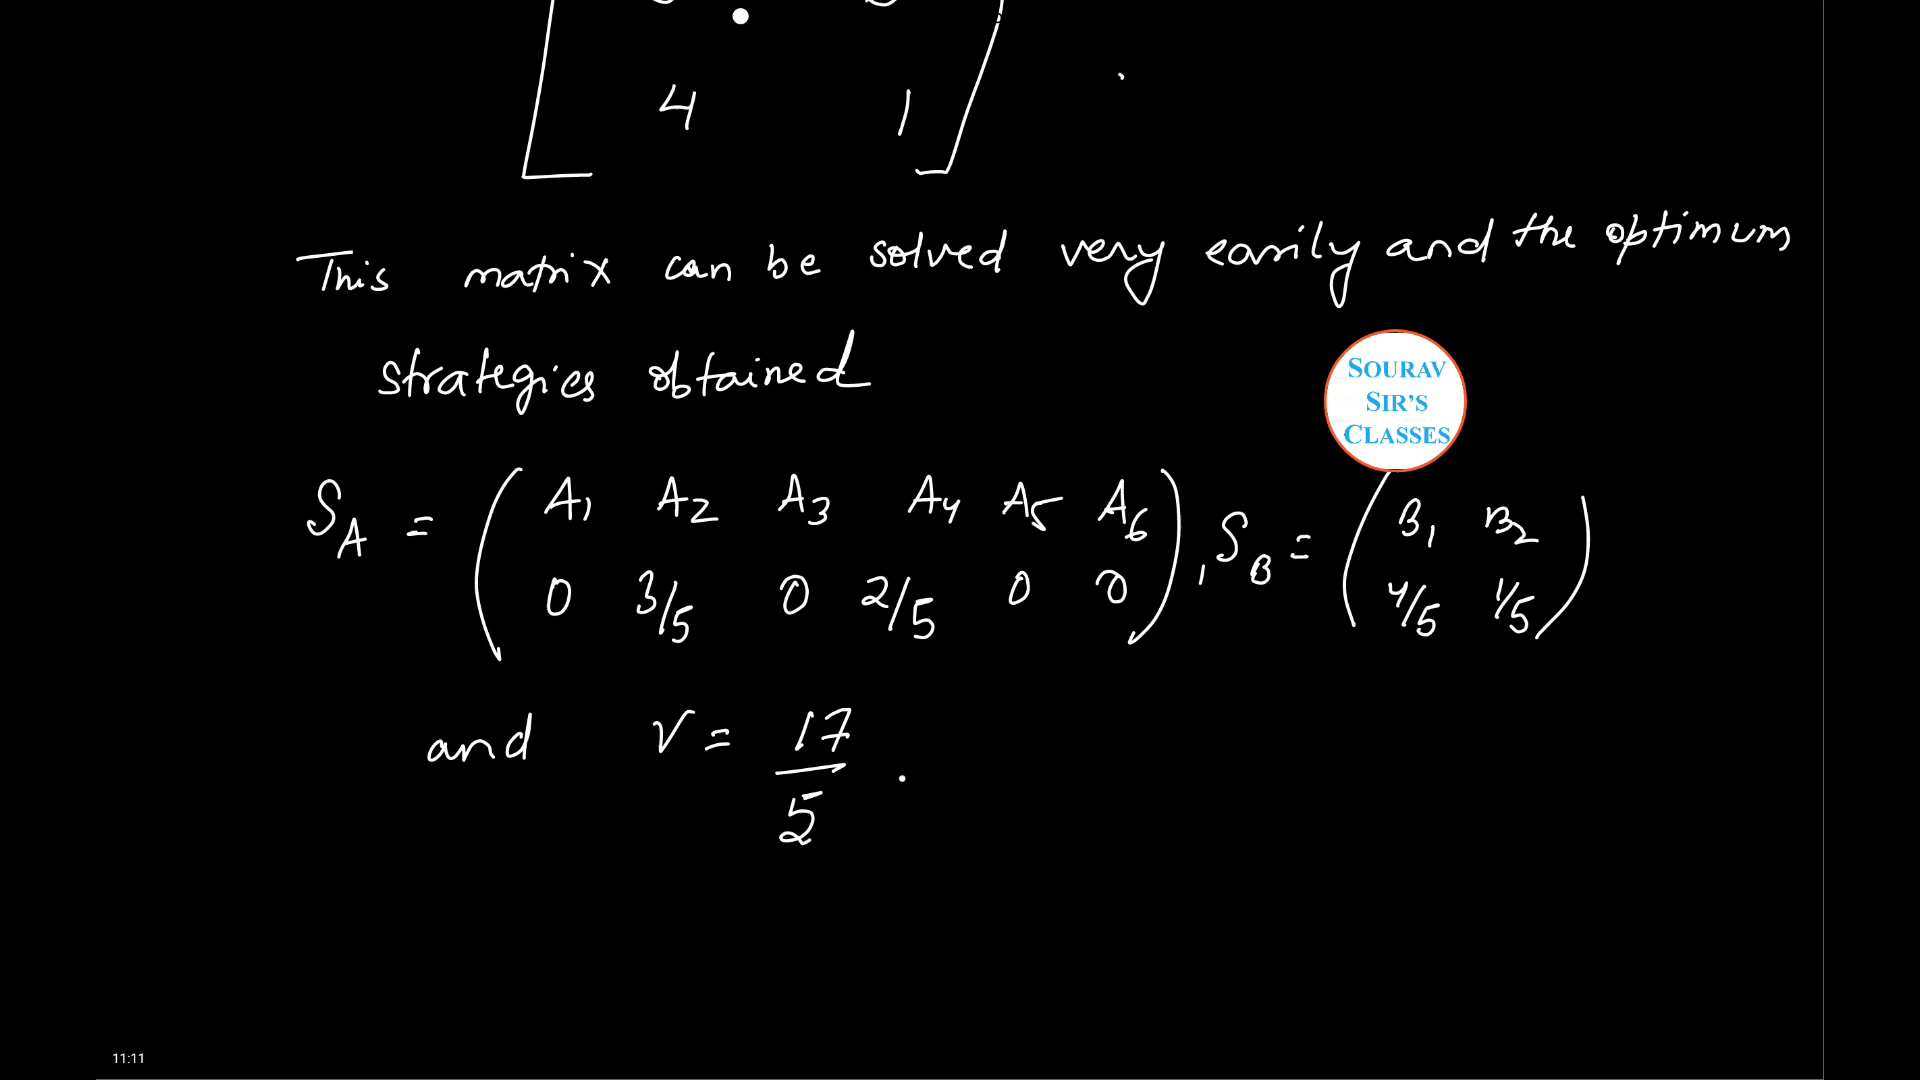 4 1
This matrix can be solved very easily and the optimum
strategies obtained
SOURAV
SIR'S
CLASSES
S_A = ( A1 A2 A3 A4 A5 A6 ), S_B = ( B1 B2 )
0 3/5 0 2/5 0 0 4/5 1/5
and V = 17/5 .
11:11